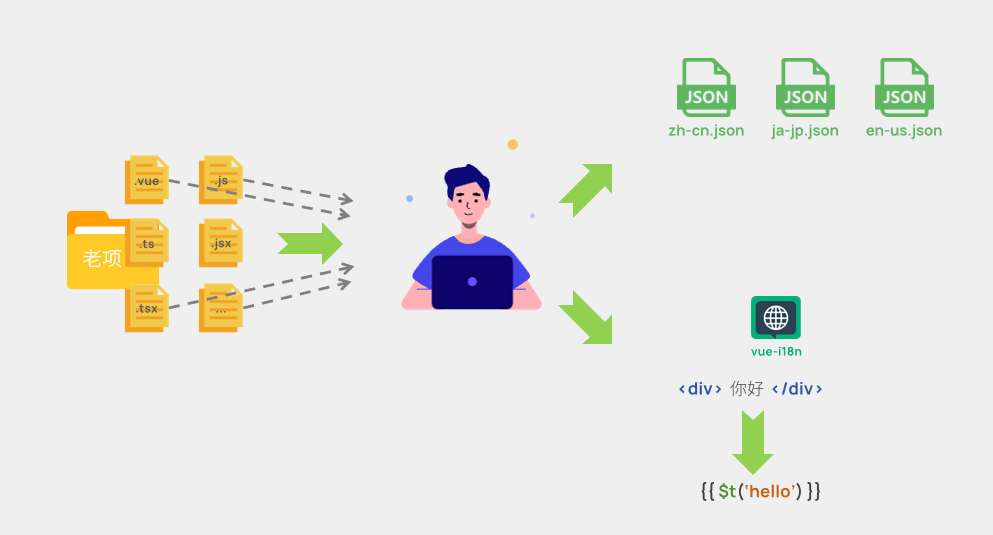 .vue
.js
.ts
.jsx
老项
.tsx
...
JSON
JSON
JSON
zh-cn.json
ja-jp.json
en-us.json
vue-i18n
<div> 你好 </div>
{{ $t('hello') }}